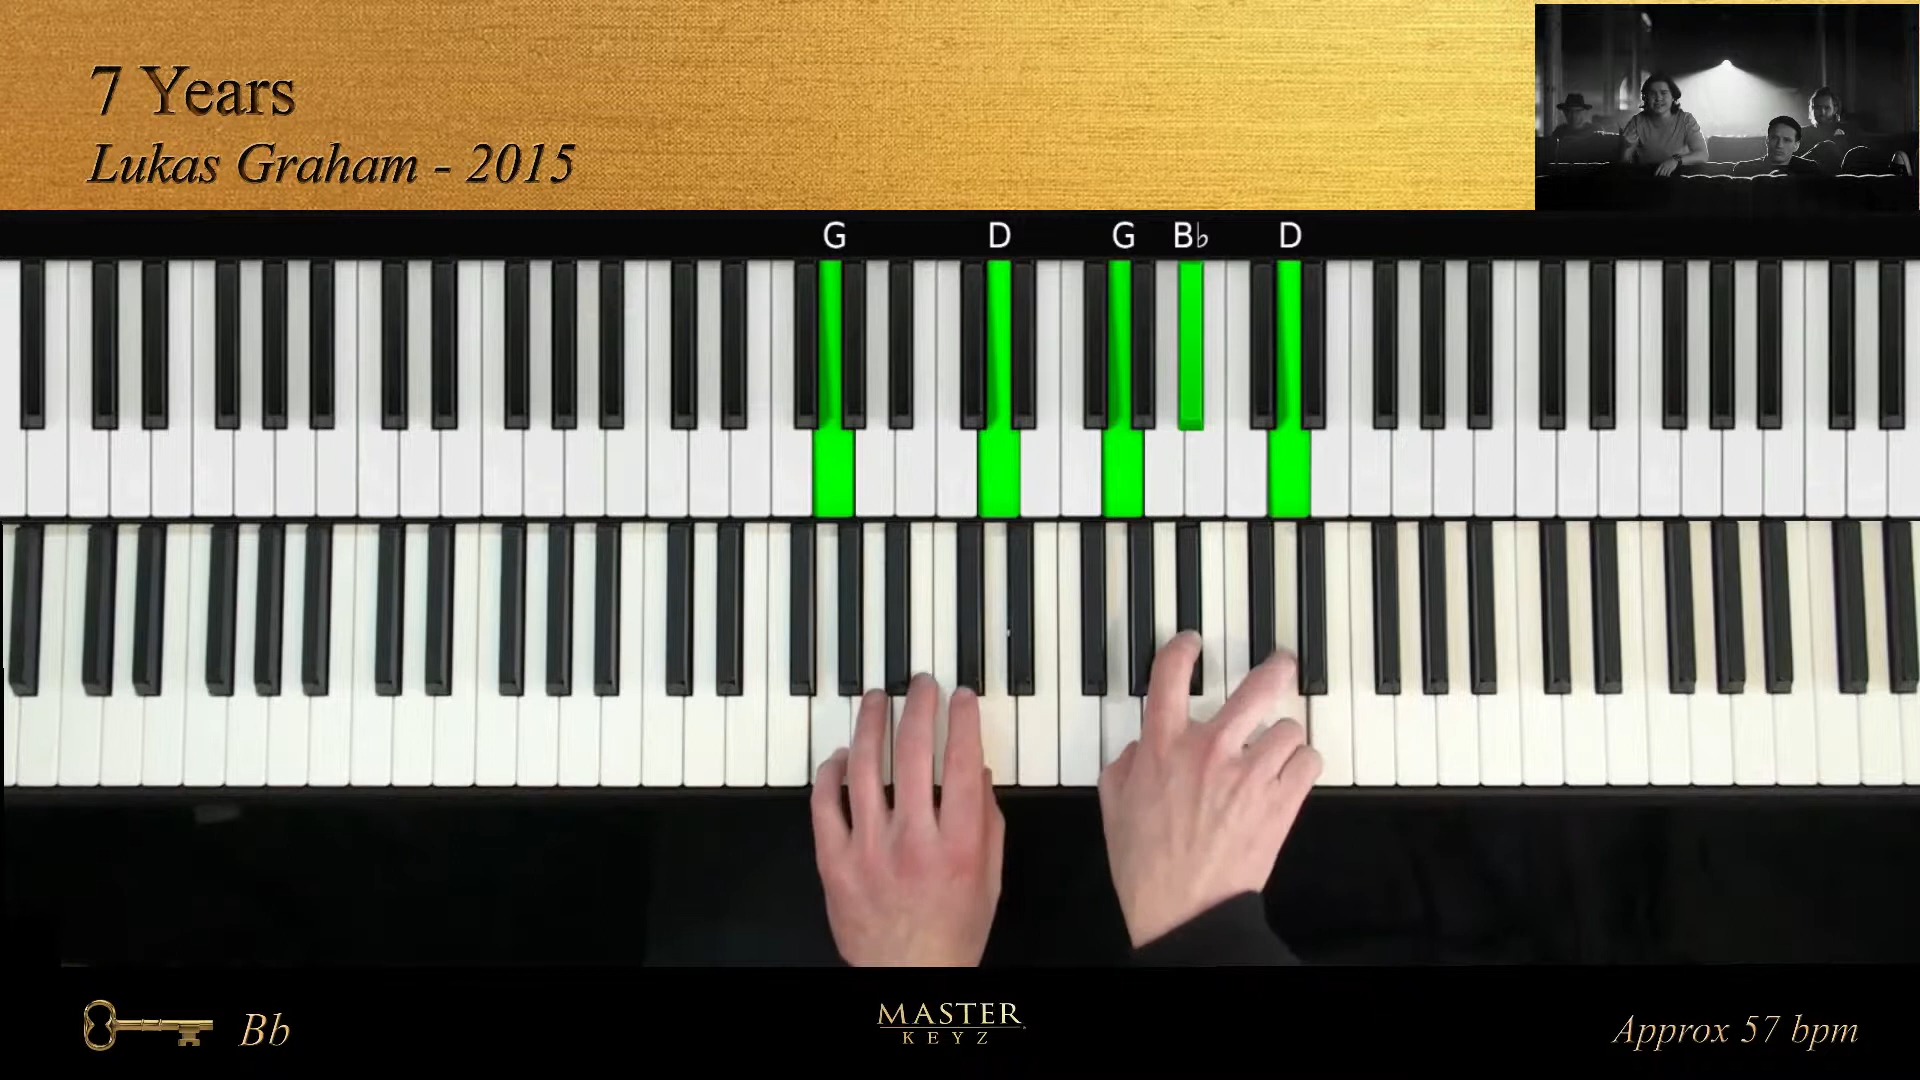 7 Years
Lukas Graham - 2015
G D G B♭ D
Bb
MASTER
KEYZ
Approx 57 bpm